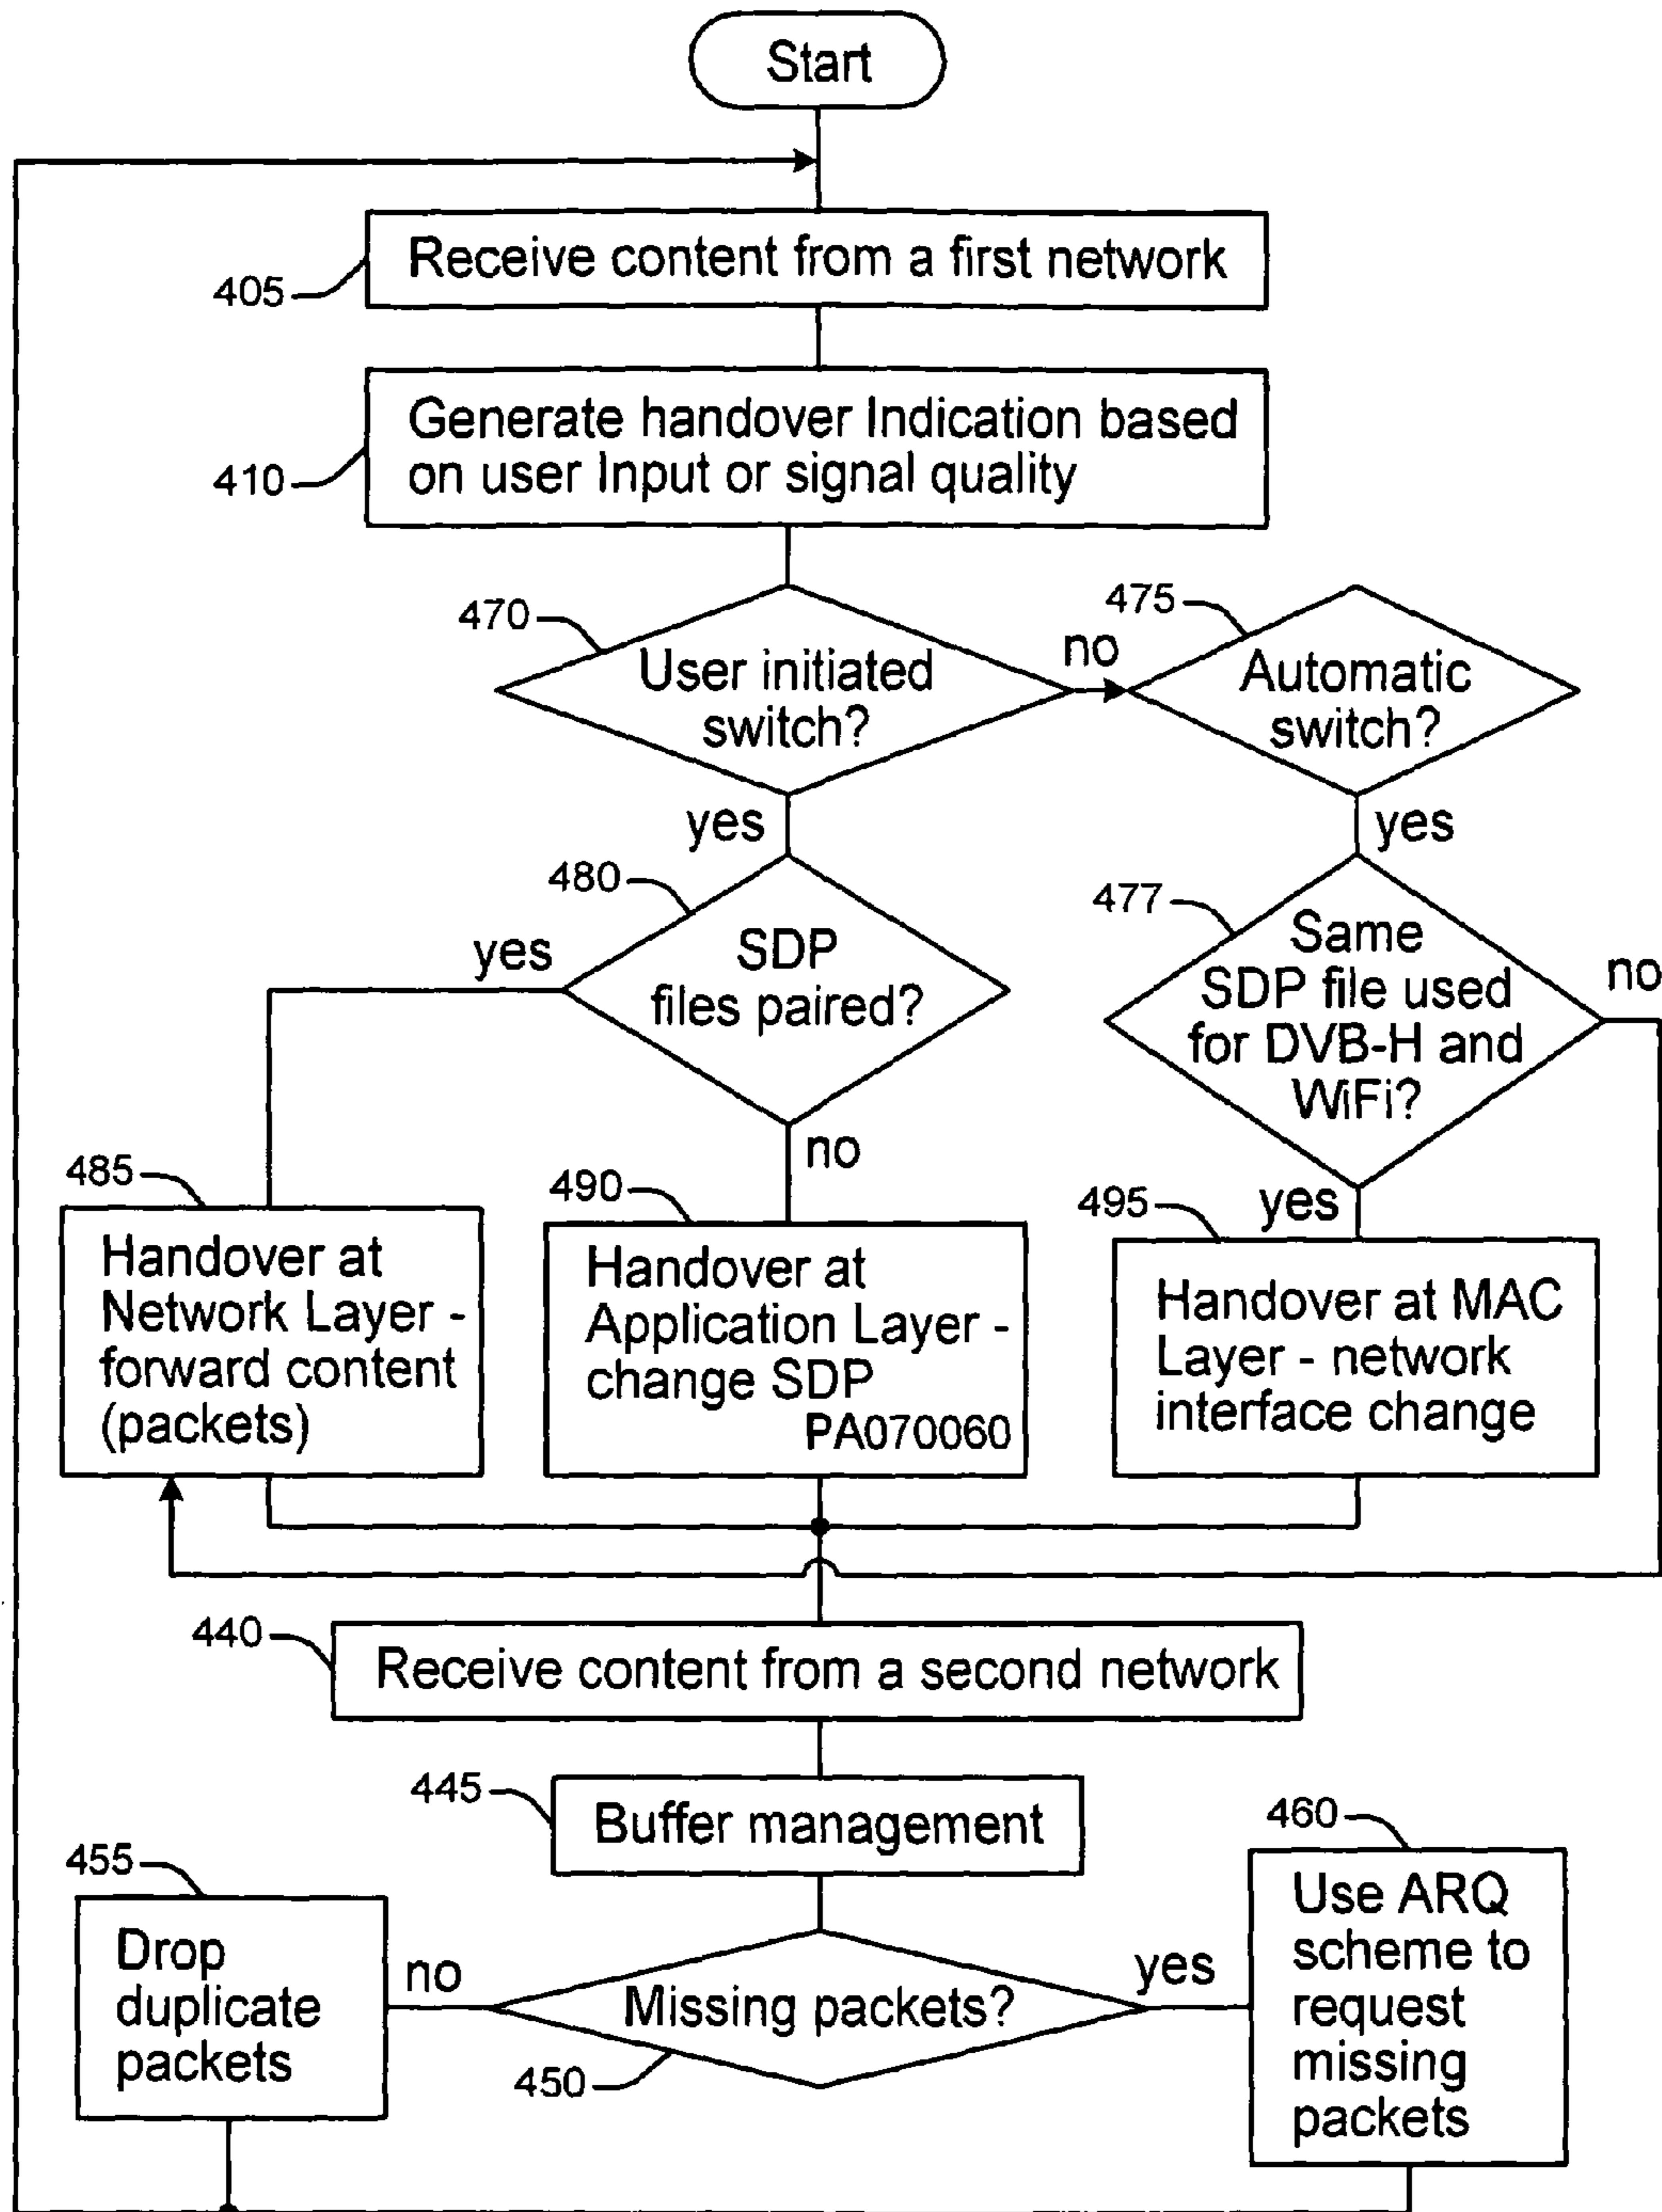 Start
Receive content from a first network
405
Generate handover Indication based
on user Input or signal quality
410
470
User initiated
switch?
no
475
Automatic
switch?
yes
yes
480
SDP
files paired?
yes
no
477
Same
SDP file used
for DVB-H and
WiFi?
no
yes
485
Handover at
Network Layer -
forward content
(packets)
490
Handover at
Application Layer -
change SDP
PA070060
495
Handover at MAC
Layer - network
interface change
440
Receive content from a second network
445
Buffer management
455
Drop
duplicate
packets
no
Missing packets?
450
yes
460
Use ARQ
scheme to
request
missing
packets